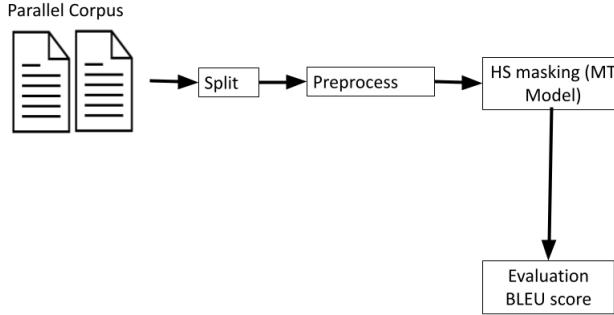 Parallel Corpus
Split
Preprocess
HS masking (MT
Model)
Evaluation
BLEU score